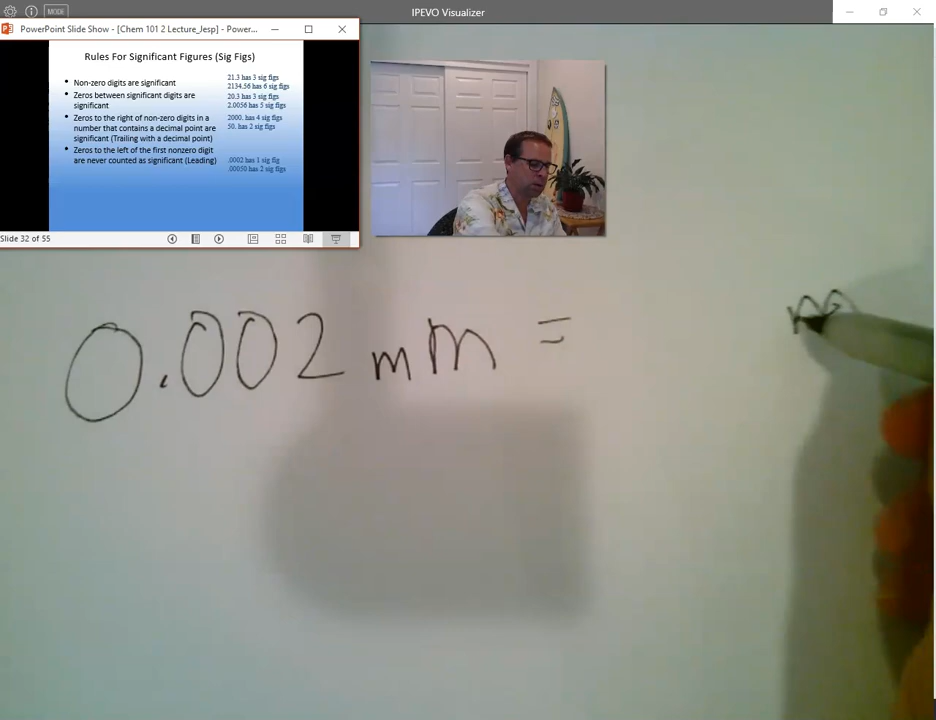 IPEVO Visualizer
MODE
PowerPoint Slide Show - [Chem 101 2 Lecture_Jesp] - Power...
Rules For Significant Figures (Sig Figs)
• Non-zero digits are significant
• Zeros between significant digits are
significant
• Zeros to the right of non-zero digits in a
number that contains a decimal point are
significant (Trailing with a decimal point)
• Zeros to the left of the first nonzero digit
are never counted as significant (Leading)
21.3 has 3 sig figs
2134.56 has 6 sig figs
20.3 has 3 sig figs
2.0056 has 5 sig figs
2000. has 4 sig figs
50. has 2 sig figs
.0002 has 1 sig fig
.00050 has 2 sig figs
Slide 32 of 55
0.002 mm =